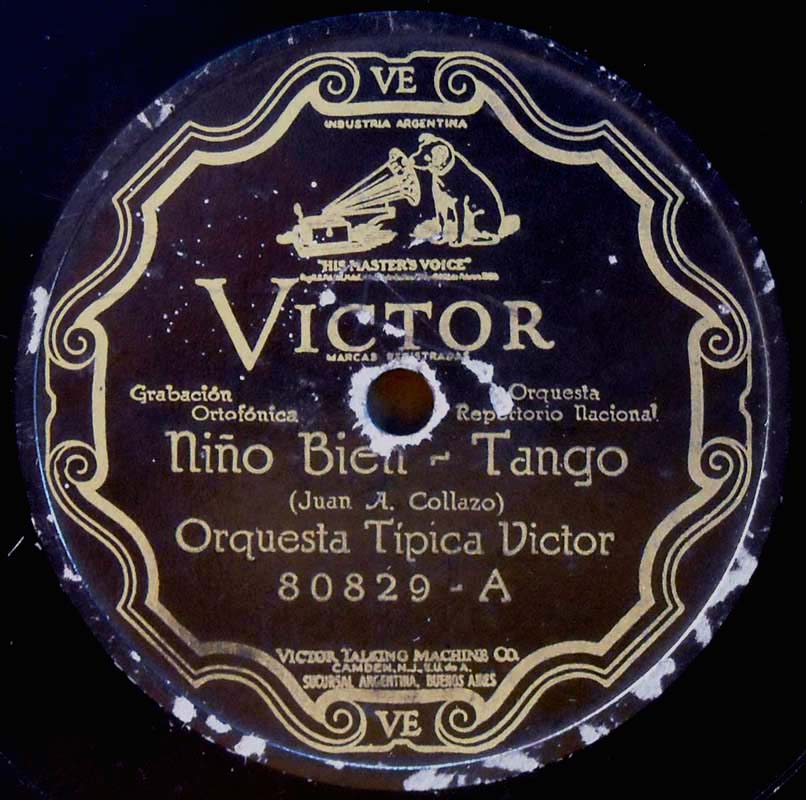 VE
INDUSTRIA ARGENTINA
"HIS MASTER'S VOICE"
VICTOR
MARCAS REGISTRADAS
Grabación
Ortofónica
Orquesta
Repertorio Nacional
Niño Bien - Tango
(Juan A. Collazo)
Orquesta Típica Victor
80829 - A
VICTOR TALKING MACHINE CO.
CAMDEN, N.J., E.U. de A.
SUCURSAL ARGENTINA, BUENOS AIRES
VE